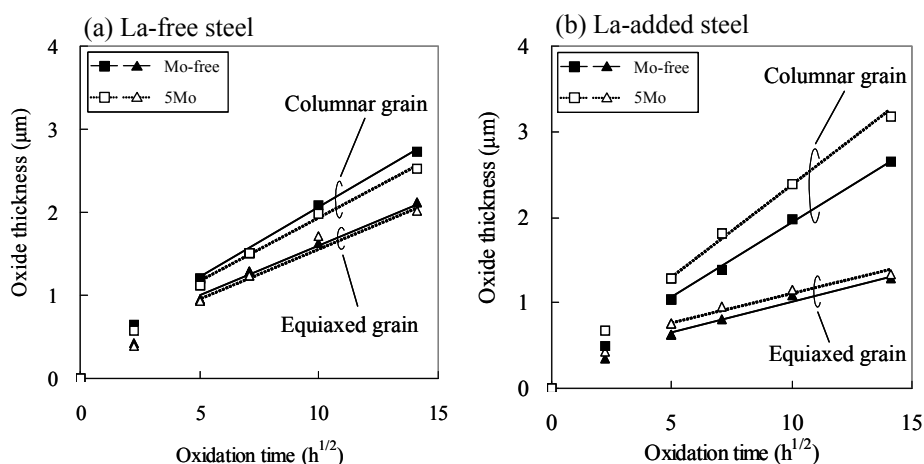 (a) La-free steel
4
3
2
1
0
Oxide thickness (μm)
Mo-free
5Mo
Columnar grain
Equiaxed grain
0 5 10 15
Oxidation time (h1/2)
(b) La-added steel
4
3
2
1
0
Oxide thickness (μm)
Mo-free
5Mo
Columnar grain
Equiaxed grain
0 5 10 15
Oxidation time (h1/2)